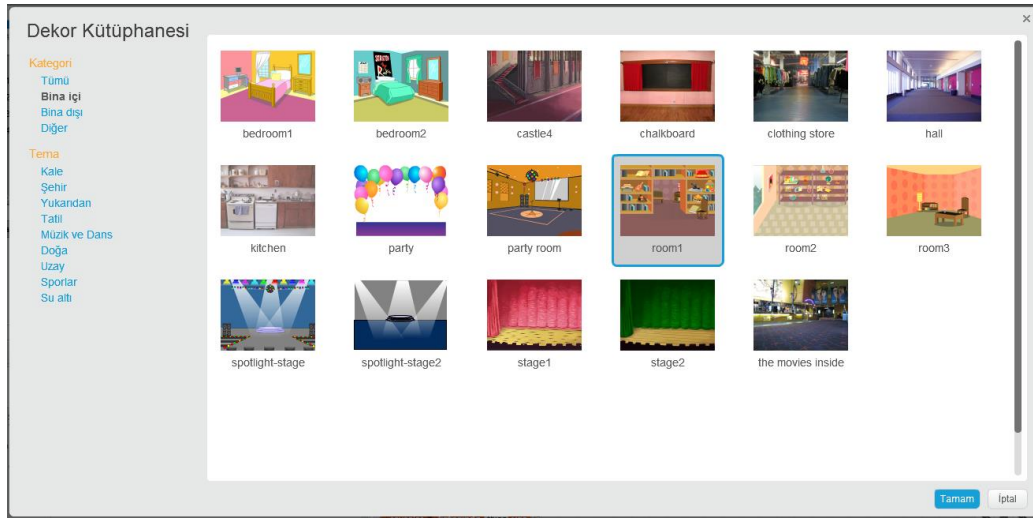 Dekor Kütüphanesi
×
Kategori
Tümü
Bina içi
Bina dışı
Diğer
Tema
Kale
Şehir
Yukarıdan
Tatil
Müzik ve Dans
Doğa
Uzay
Sporlar
Su altı
bedroom1 bedroom2 castle4 chalkboard clothing store hall
kitchen party party room room1 room2 room3
spotlight-stage spotlight-stage2 stage1 stage2 the movies inside
Tamam İptal